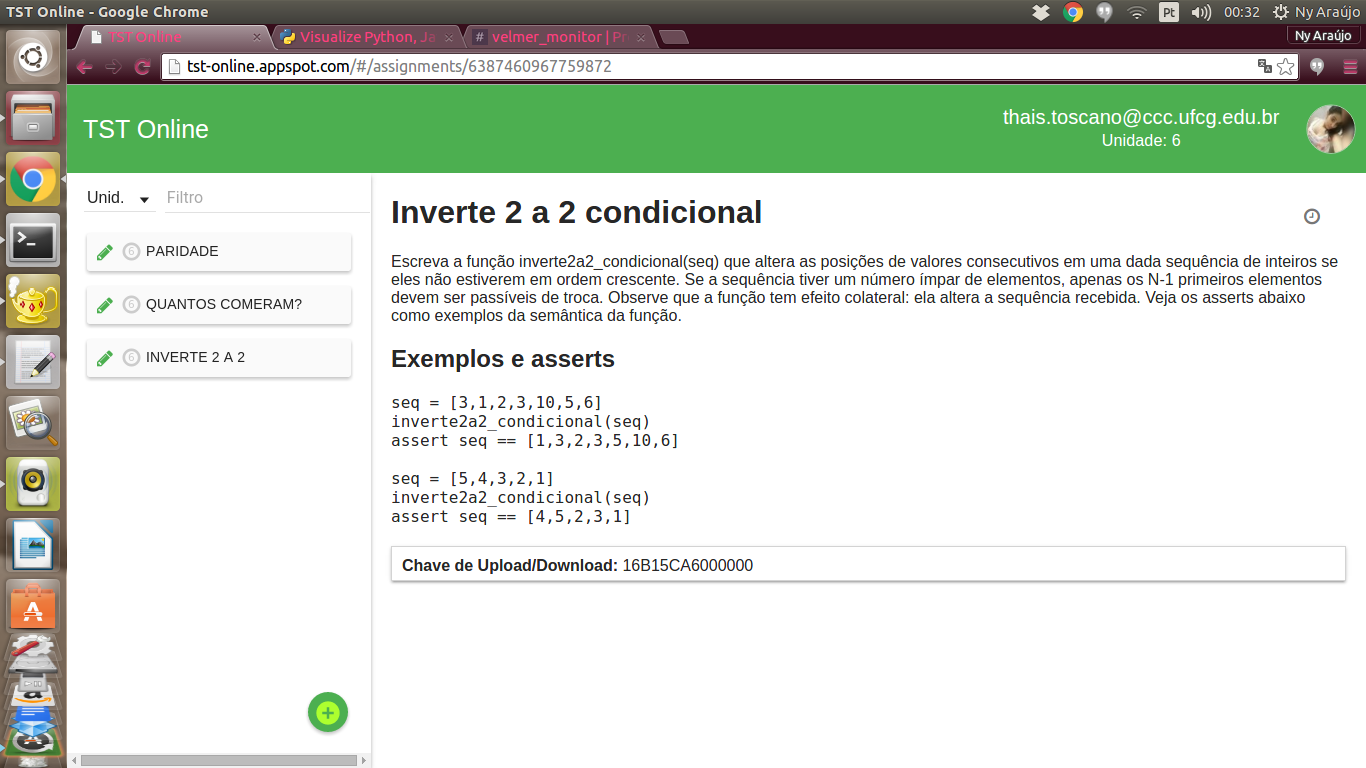 TST Online - Google Chrome
Pt
00:32
Ny Araújo
TST Online
Visualize Python, Ja
velmer_monitor | Pr
Ny Araújo
tst-online.appspot.com/#/assignments/6387460967759872
TST Online
thais.toscano@ccc.ufcg.edu.br
Unidade: 6
Unid.
Filtro
6 PARIDADE
6 QUANTOS COMERAM?
6 INVERTE 2 A 2
Inverte 2 a 2 condicional
Escreva a função inverte2a2_condicional(seq) que altera as posições de valores consecutivos em uma dada sequência de inteiros se
eles não estiverem em ordem crescente. Se a sequência tiver um número ímpar de elementos, apenas os N-1 primeiros elementos
devem ser passíveis de troca. Observe que a função tem efeito colateral: ela altera a sequência recebida. Veja os asserts abaixo
como exemplos da semântica da função.
Exemplos e asserts
seq = [3,1,2,3,10,5,6]
inverte2a2_condicional(seq)
assert seq == [1,3,2,3,5,10,6]
seq = [5,4,3,2,1]
inverte2a2_condicional(seq)
assert seq == [4,5,2,3,1]
Chave de Upload/Download: 16B15CA6000000